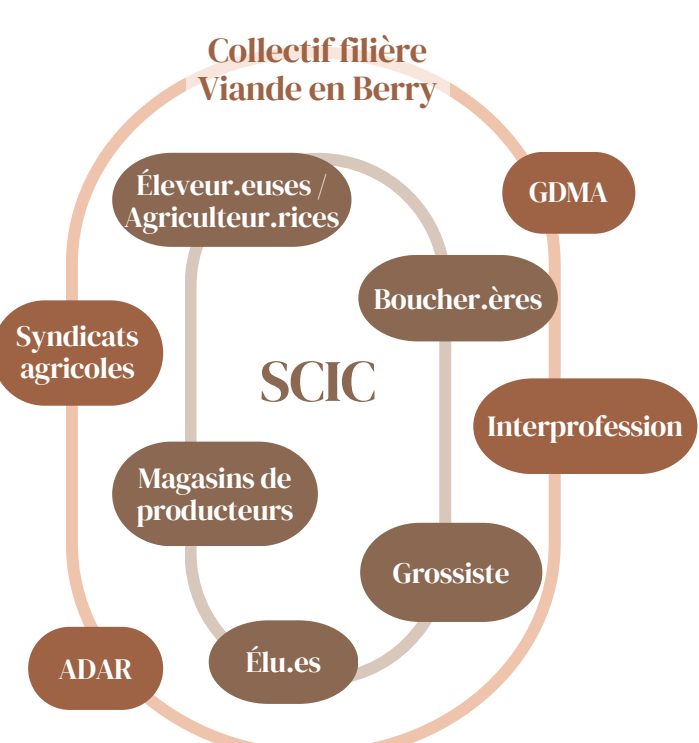 Collectif filière
Viande en Berry
Éleveur.euses /
Agriculteur.rices
GDMA
Boucher.ères
Syndicats
agricoles
SCIC
Interprofession
Magasins de
producteurs
Grossiste
Élu.es
ADAR